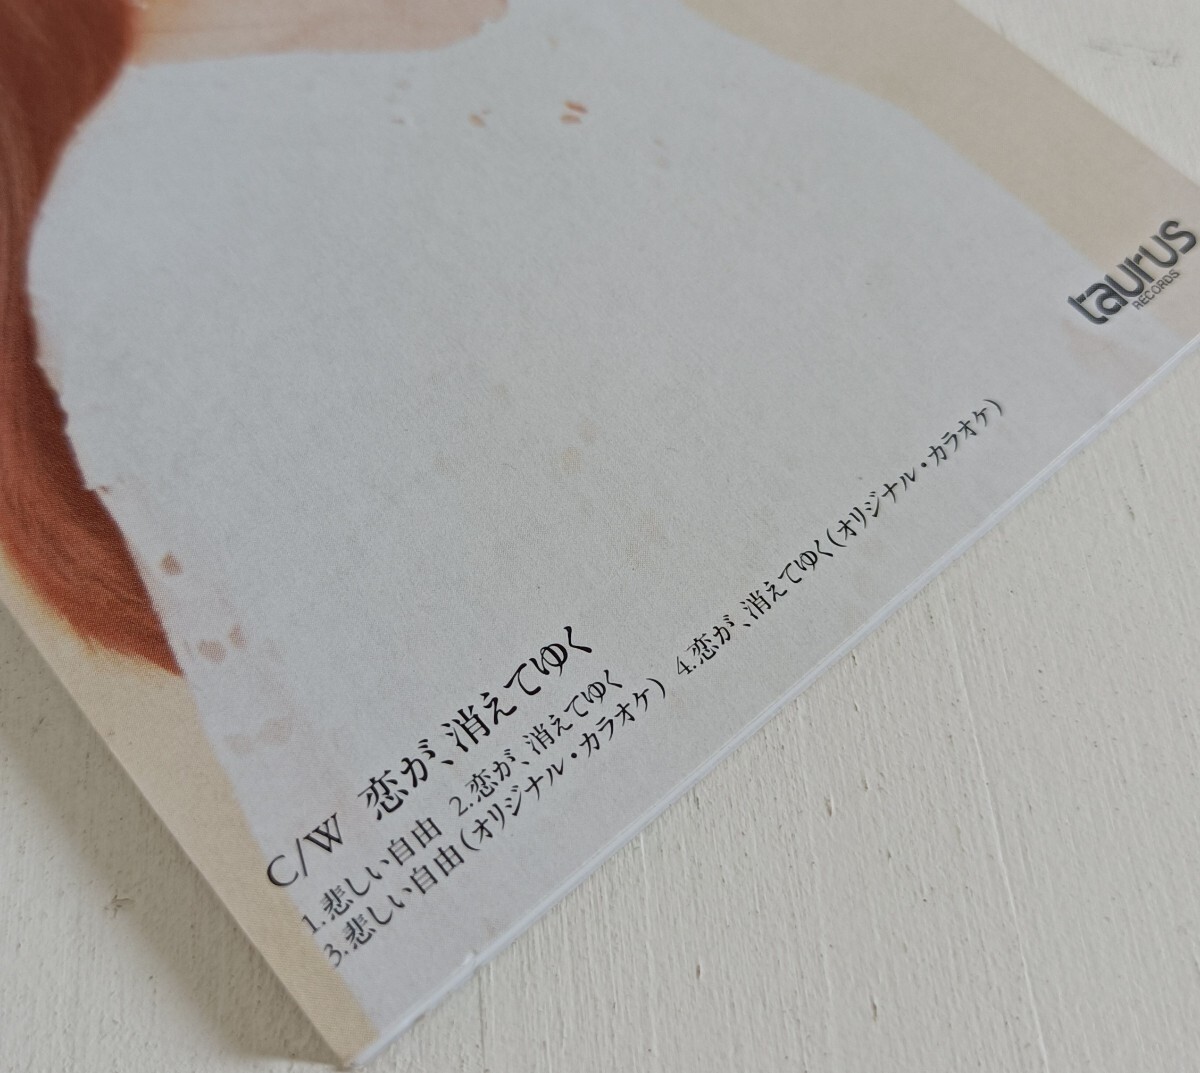 taurus
RECORDS
C/W 恋が、消えてゆく
1.悲しい自由 2.恋が、消えてゆく
3.悲しい自由(オリジナル・カラオケ) 4.恋が、消えてゆく(オリジナル・カラオケ)